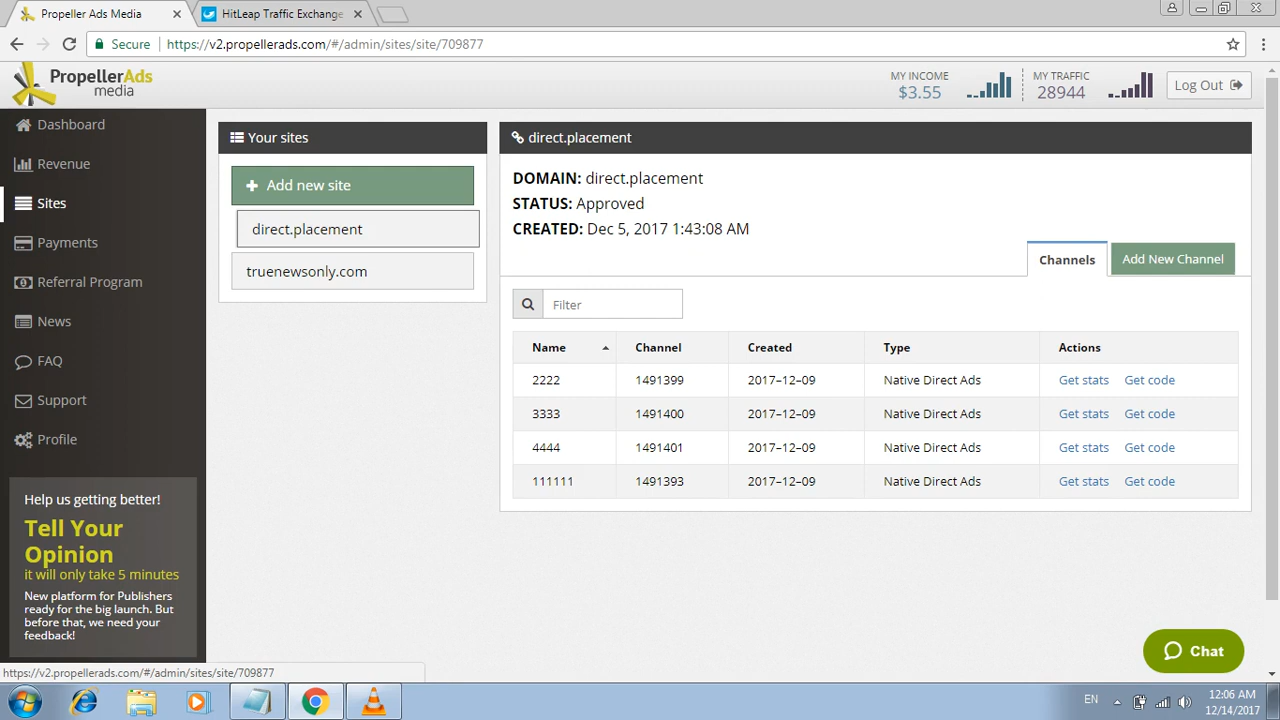 Propeller Ads Media
HitLeap Traffic Exchange
Secure
https://v2.propellerads.com/#/admin/sites/site/709877
PropellerAds
media
MY INCOME
$3.55
MY TRAFFIC
28944
Log Out
Dashboard
Revenue
Sites
Payments
Referral Program
News
FAQ
Support
Profile
Help us getting better!
Tell Your
Opinion
it will only take 5 minutes
New platform for Publishers
ready for the big launch. But
before that, we need your
feedback!
Your sites
Add new site
direct.placement
truenewsonly.com
direct.placement
DOMAIN: direct.placement
STATUS: Approved
CREATED: Dec 5, 2017 1:43:08 AM
Channels
Add New Channel
Filter
Name Channel Created Type Actions
2222 1491399 2017–12–09 Native Direct Ads Get stats Get code
3333 1491400 2017–12–09 Native Direct Ads Get stats Get code
4444 1491401 2017–12–09 Native Direct Ads Get stats Get code
111111 1491393 2017–12–09 Native Direct Ads Get stats Get code
Chat
https://v2.propellerads.com/#/admin/sites/site/709877
EN
12:06 AM
12/14/2017